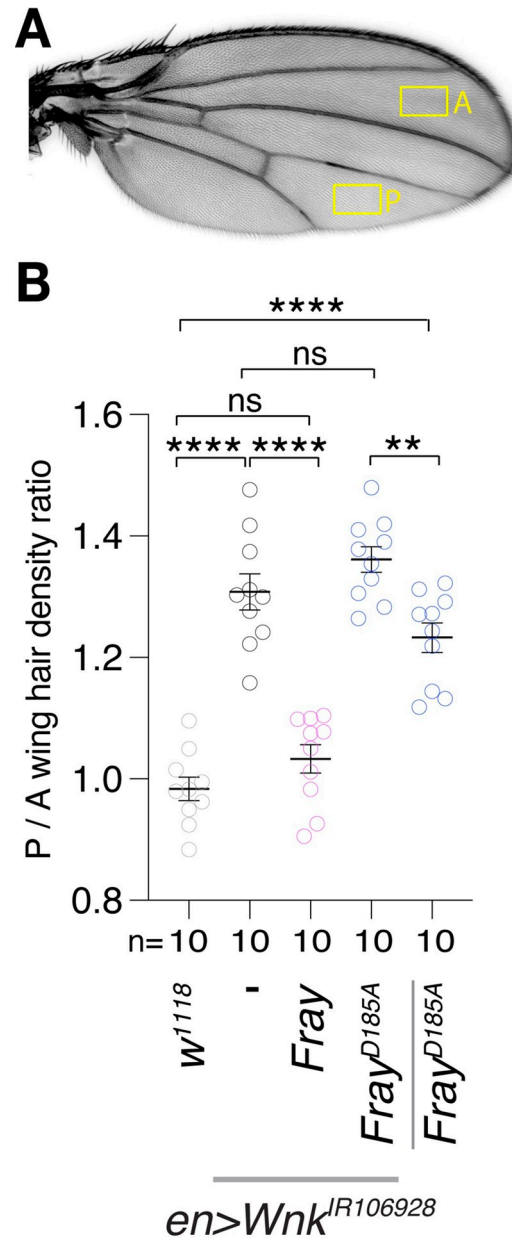 A
A
P
B
****
ns
ns
**** **** **
P / A wing hair density ratio
1.6
1.4
1.2
1.0
0.8
n= 10 10 10 10 10
w1118
-
Fray
FrayD185A
FrayD185A
en>WnkIR106928